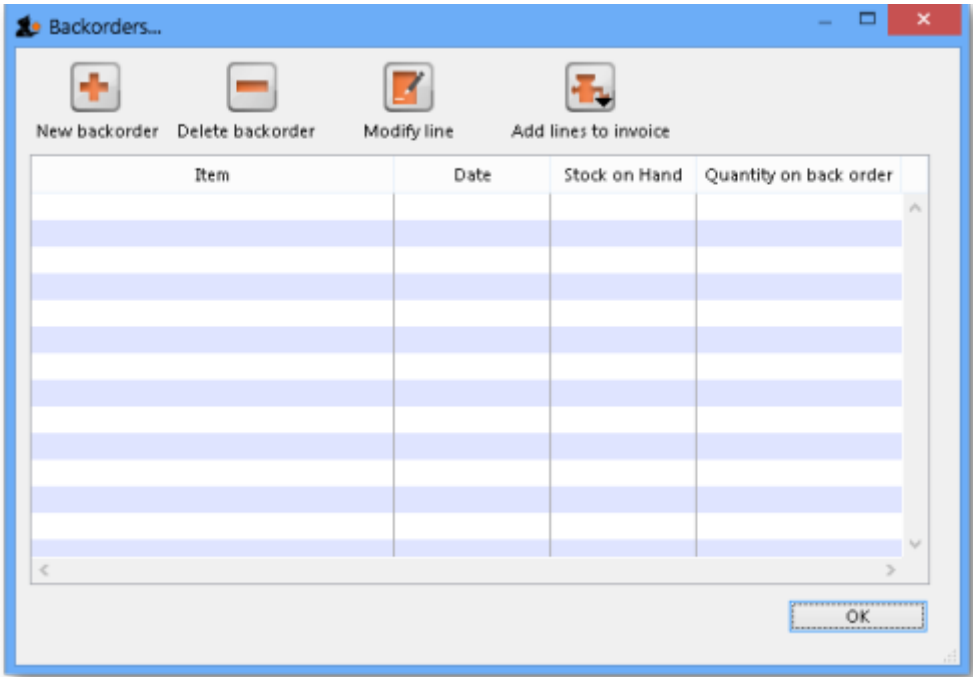 Backorders...
New backorder Delete backorder Modify line Add lines to invoice
Item Date Stock on Hand Quantity on back order
OK